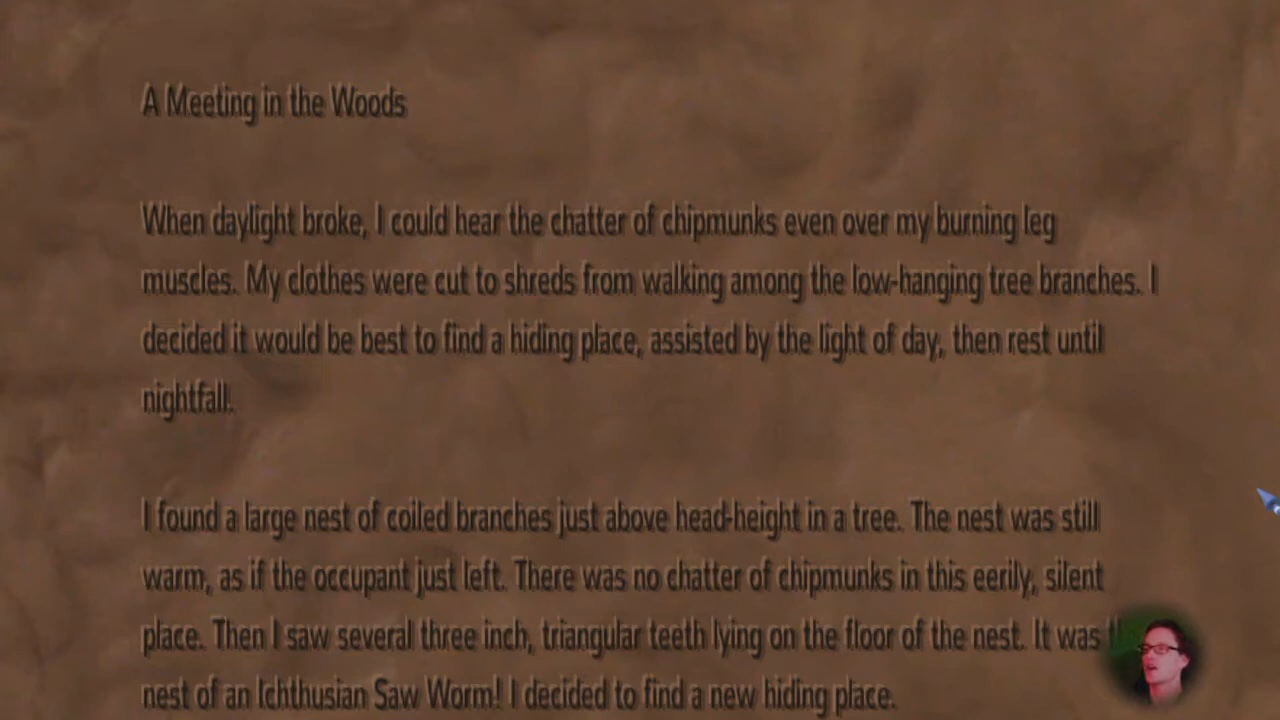 A Meeting in the Woods
When daylight broke, I could hear the chatter of chipmunks even over my burning leg
muscles. My clothes were cut to shreds from walking among the low-hanging tree branches. I
decided it would be best to find a hiding place, assisted by the light of day, then rest until
nightfall.
I found a large nest of coiled branches just above head-height in a tree. The nest was still
warm, as if the occupant just left. There was no chatter of chipmunks in this eerily, silent
place. Then I saw several three inch, triangular teeth lying on the floor of the nest. It was
nest of an Ichthusian Saw Worm! I decided to find a new hiding place.